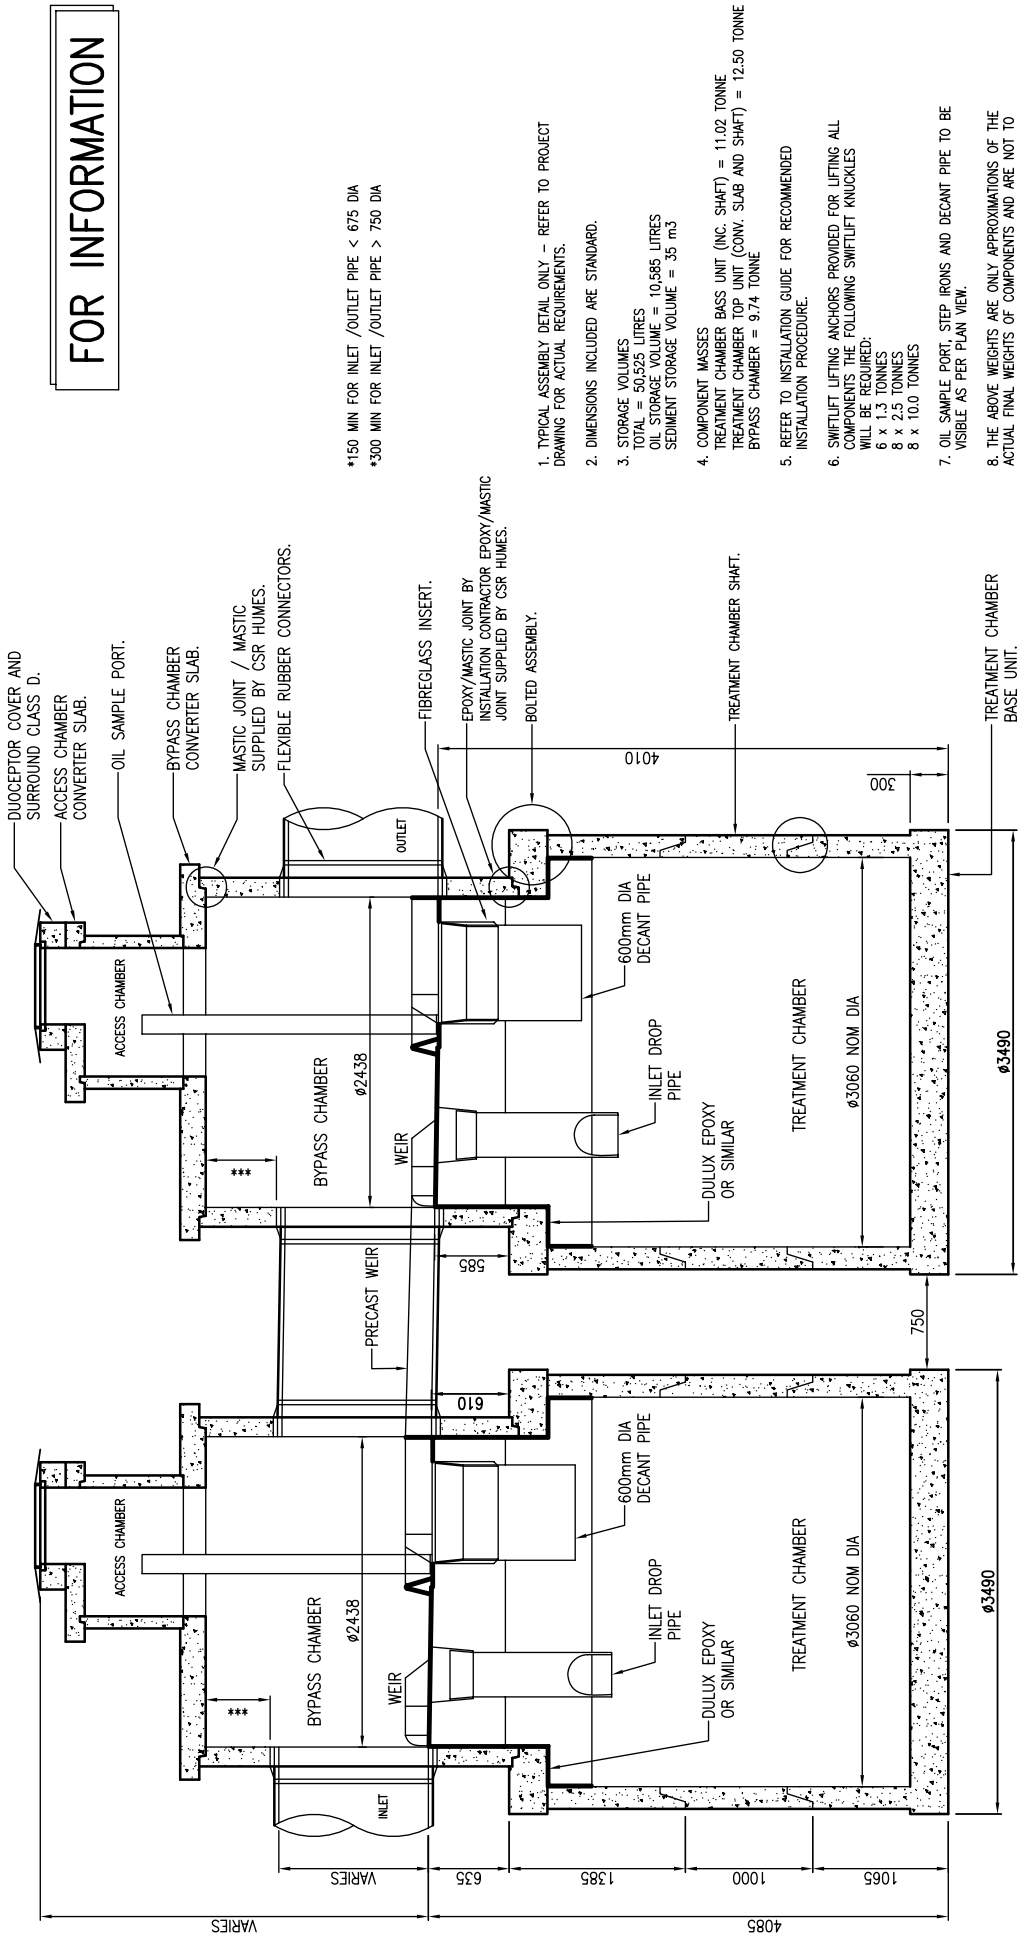 FOR INFORMATION
*150 MIN FOR INLET /OUTLET PIPE < 675 DIA
*300 MIN FOR INLET /OUTLET PIPE > 750 DIA
1. TYPICAL ASSEMBLY DETAIL ONLY – REFER TO PROJECT
DRAWING FOR ACTUAL REQUIREMENTS.
2. DIMENSIONS INCLUDED ARE STANDARD.
3. STORAGE VOLUMES
TOTAL = 50,525 LITRES
OIL STORAGE VOLUME = 10,585 LITRES
SEDIMENT STORAGE VOLUME = 35 m3
4. COMPONENT MASSES
TREATMENT CHAMBER BASS UNIT (INC. SHAFT) = 11.02 TONNE
TREATMENT CHAMBER TOP UNIT (CONV. SLAB AND SHAFT) = 12.50 TONNE
BYPASS CHAMBER = 9.74 TONNE
5. REFER TO INSTALLATION GUIDE FOR RECOMMENDED
INSTALLATION PROCEDURE.
6. SWIFTLIFT LIFTING ANCHORS PROVIDED FOR LIFTING ALL
COMPONENTS THE FOLLOWING SWIFTLIFT KNUCKLES
WILL BE REQUIRED:
6 x 1.3 TONNES
8 x 2.5 TONNES
8 x 10.0 TONNES
7. OIL SAMPLE PORT, STEP IRONS AND DECANT PIPE TO BE
VISIBLE AS PER PLAN VIEW.
8. THE ABOVE WEIGHTS ARE ONLY APPROXIMATIONS OF THE
ACTUAL FINAL WEIGHTS OF COMPONENTS AND ARE NOT TO
DUOCEPTOR COVER AND
SURROUND CLASS D.
ACCESS CHAMBER
CONVERTER SLAB.
OIL SAMPLE PORT.
BYPASS CHAMBER
CONVERTER SLAB.
MASTIC JOINT / MASTIC
SUPPLIED BY CSR HUMES.
FLEXIBLE RUBBER CONNECTORS.
FIBREGLASS INSERT.
EPOXY/MASTIC JOINT BY
INSTALLATION CONTRACTOR EPOXY/MASTIC
JOINT SUPPLIED BY CSR HUMES.
BOLTED ASSEMBLY.
TREATMENT CHAMBER SHAFT.
TREATMENT CHAMBER
BASE UNIT.
4010
300
ACCESS CHAMBER
OUTLET
BYPASS CHAMBER
ø2438
***
WEIR
585
600mm DIA
DECANT PIPE
INLET DROP
PIPE
DULUX EPOXY
OR SIMILAR
TREATMENT CHAMBER
ø3060 NOM DIA
ø3490
PRECAST WEIR
610
750
ACCESS CHAMBER
BYPASS CHAMBER
ø2438
***
WEIR
INLET
600mm DIA
DECANT PIPE
INLET DROP
PIPE
DULUX EPOXY
OR SIMILAR
TREATMENT CHAMBER
ø3060 NOM DIA
ø3490
VARIES
VARIES
635
1385
1000
1065
4085